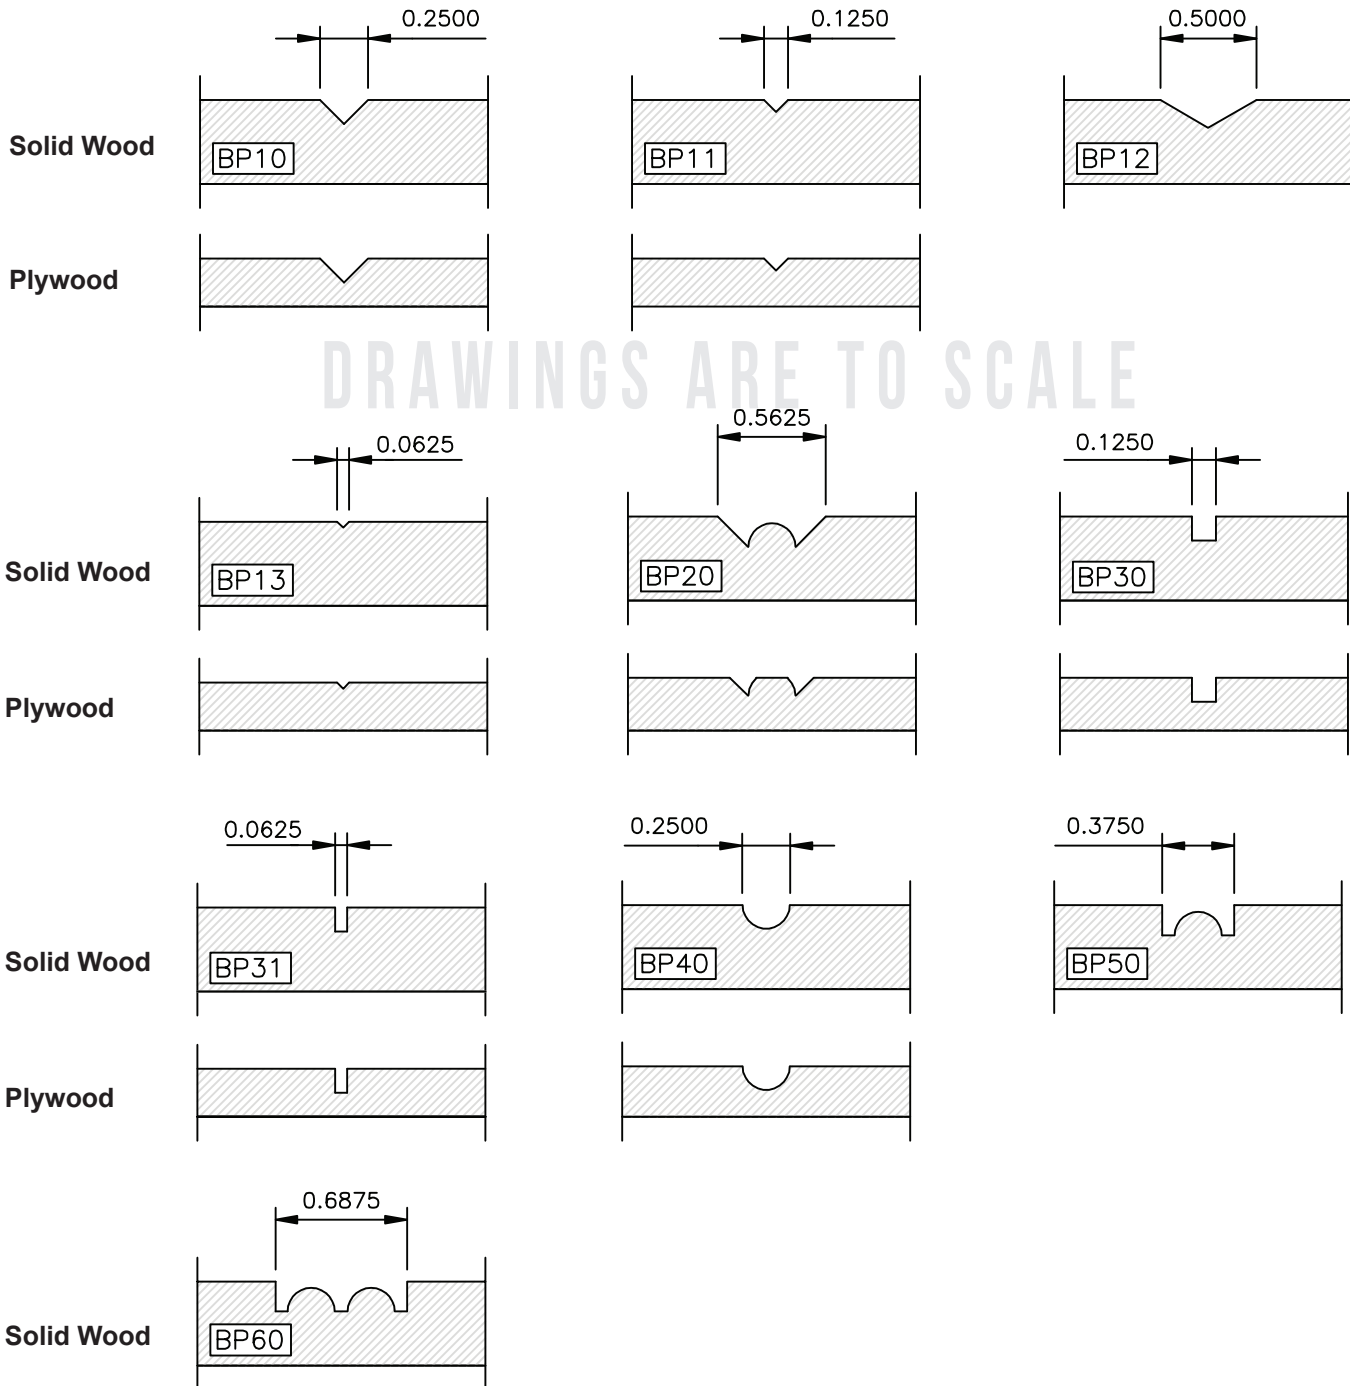 0.2500
0.1250
0.5000
Solid Wood
BP10
BP11
BP12
Plywood
DRAWINGS ARE TO SCALE
0.0625
0.5625
0.1250
Solid Wood
BP13
BP20
BP30
Plywood
0.0625
0.2500
0.3750
Solid Wood
BP31
BP40
BP50
Plywood
0.6875
Solid Wood
BP60